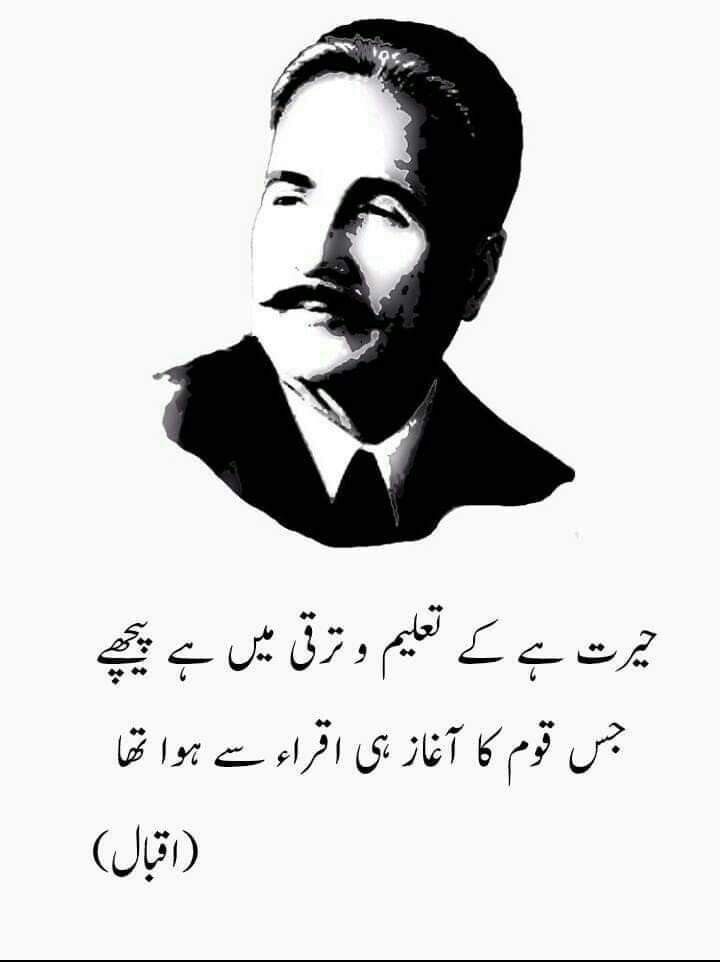 حیرت ہے کے تعلیم و ترقی میں ہے پیچھے
جس قوم کا آغاز ہی اقراء سے ہوا تھا
(اقبال)